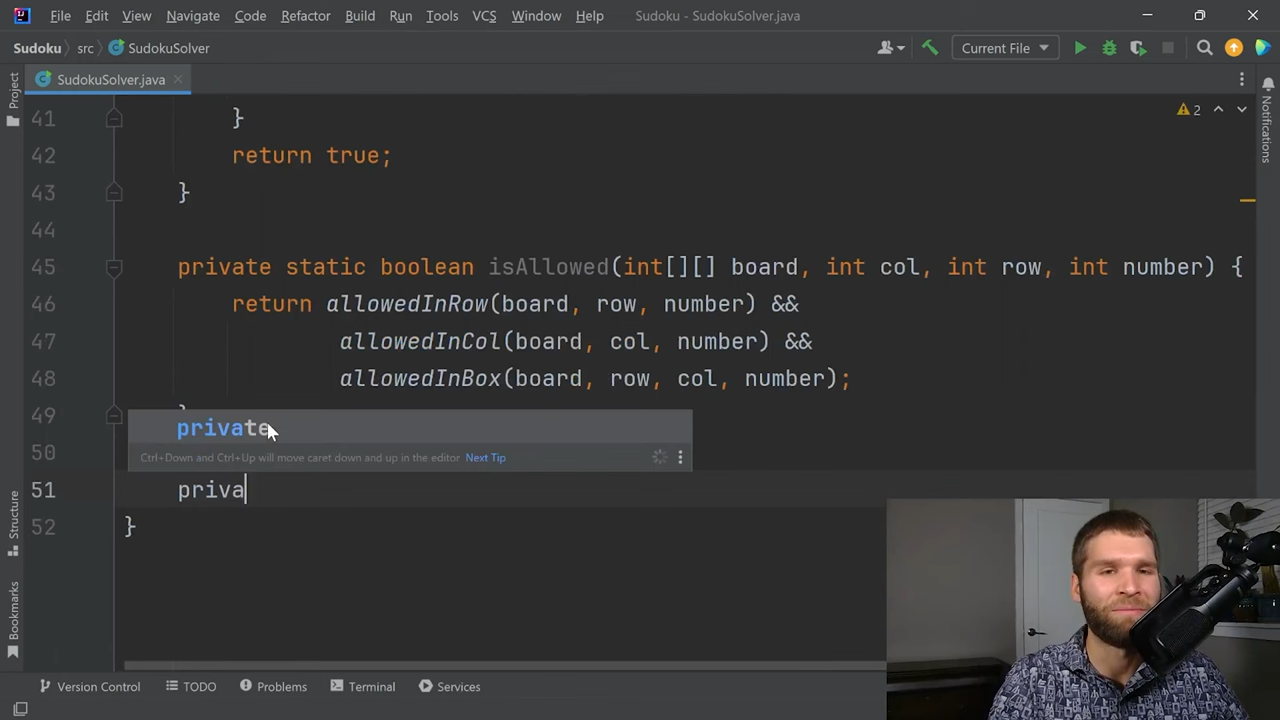 File Edit View Navigate Code Refactor Build Run Tools VCS Window Help Sudoku - SudokuSolver.java
Sudoku src SudokuSolver Current File
Project
SudokuSolver.java
Notifications
41 }
2
42 return true;
43 }
44
45 private static boolean isAllowed(int[][] board, int col, int row, int number) {
46 return allowedInRow(board, row, number) &&
47 allowedInCol(board, col, number) &&
48 allowedInBox(board, row, col, number);
49 }
private
50
Ctrl+Down and Ctrl+Up will move caret down and up in the editor Next Tip
51 priva
52 }
Structure
Bookmarks
Version Control TODO Problems Terminal Services